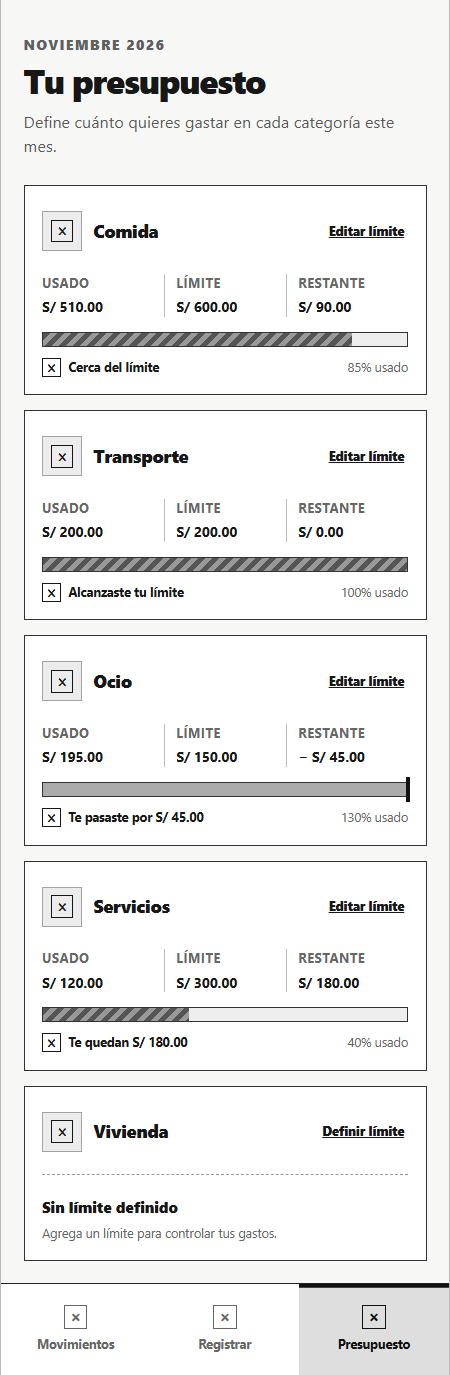 NOVIEMBRE 2026
Tu presupuesto
Define cuánto quieres gastar en cada categoría este
mes.
Comida
Editar límite
USADO LÍMITE RESTANTE
S/ 510.00 S/ 600.00 S/ 90.00
Cerca del límite 85% usado
Transporte
Editar límite
USADO LÍMITE RESTANTE
S/ 200.00 S/ 200.00 S/ 0.00
Alcanzaste tu límite 100% usado
Ocio
Editar límite
USADO LÍMITE RESTANTE
S/ 195.00 S/ 150.00 − S/ 45.00
Te pasaste por S/ 45.00 130% usado
Servicios
Editar límite
USADO LÍMITE RESTANTE
S/ 120.00 S/ 300.00 S/ 180.00
Te quedan S/ 180.00 40% usado
Vivienda
Definir límite
Sin límite definido
Agrega un límite para controlar tus gastos.
Movimientos Registrar Presupuesto